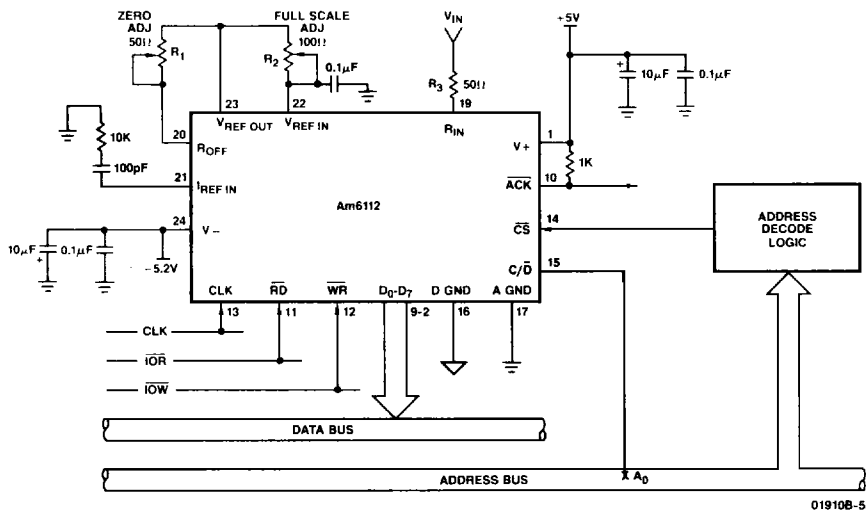 ZERO
ADJ
50Ω
R1
FULL SCALE
ADJ
100Ω
R2
0.1µF
VIN
R3
50Ω
+5V
+
10µF
0.1µF
23
22
19
VREF OUT
VREF IN
RIN
20
ROFF
V+
1
1K
10K
100pF
21
IREF IN
ACK
10
Am6112
CS
14
ADDRESS
DECODE
LOGIC
24
V−
C/D
15
10µF
+
0.1µF
−5.2V
CLK
RD
WR
D0-D7
D GND
A GND
13
11
12
9-2
16
17
CLK
IOR
IOW
DATA BUS
ADDRESS BUS
AD
01910B-5